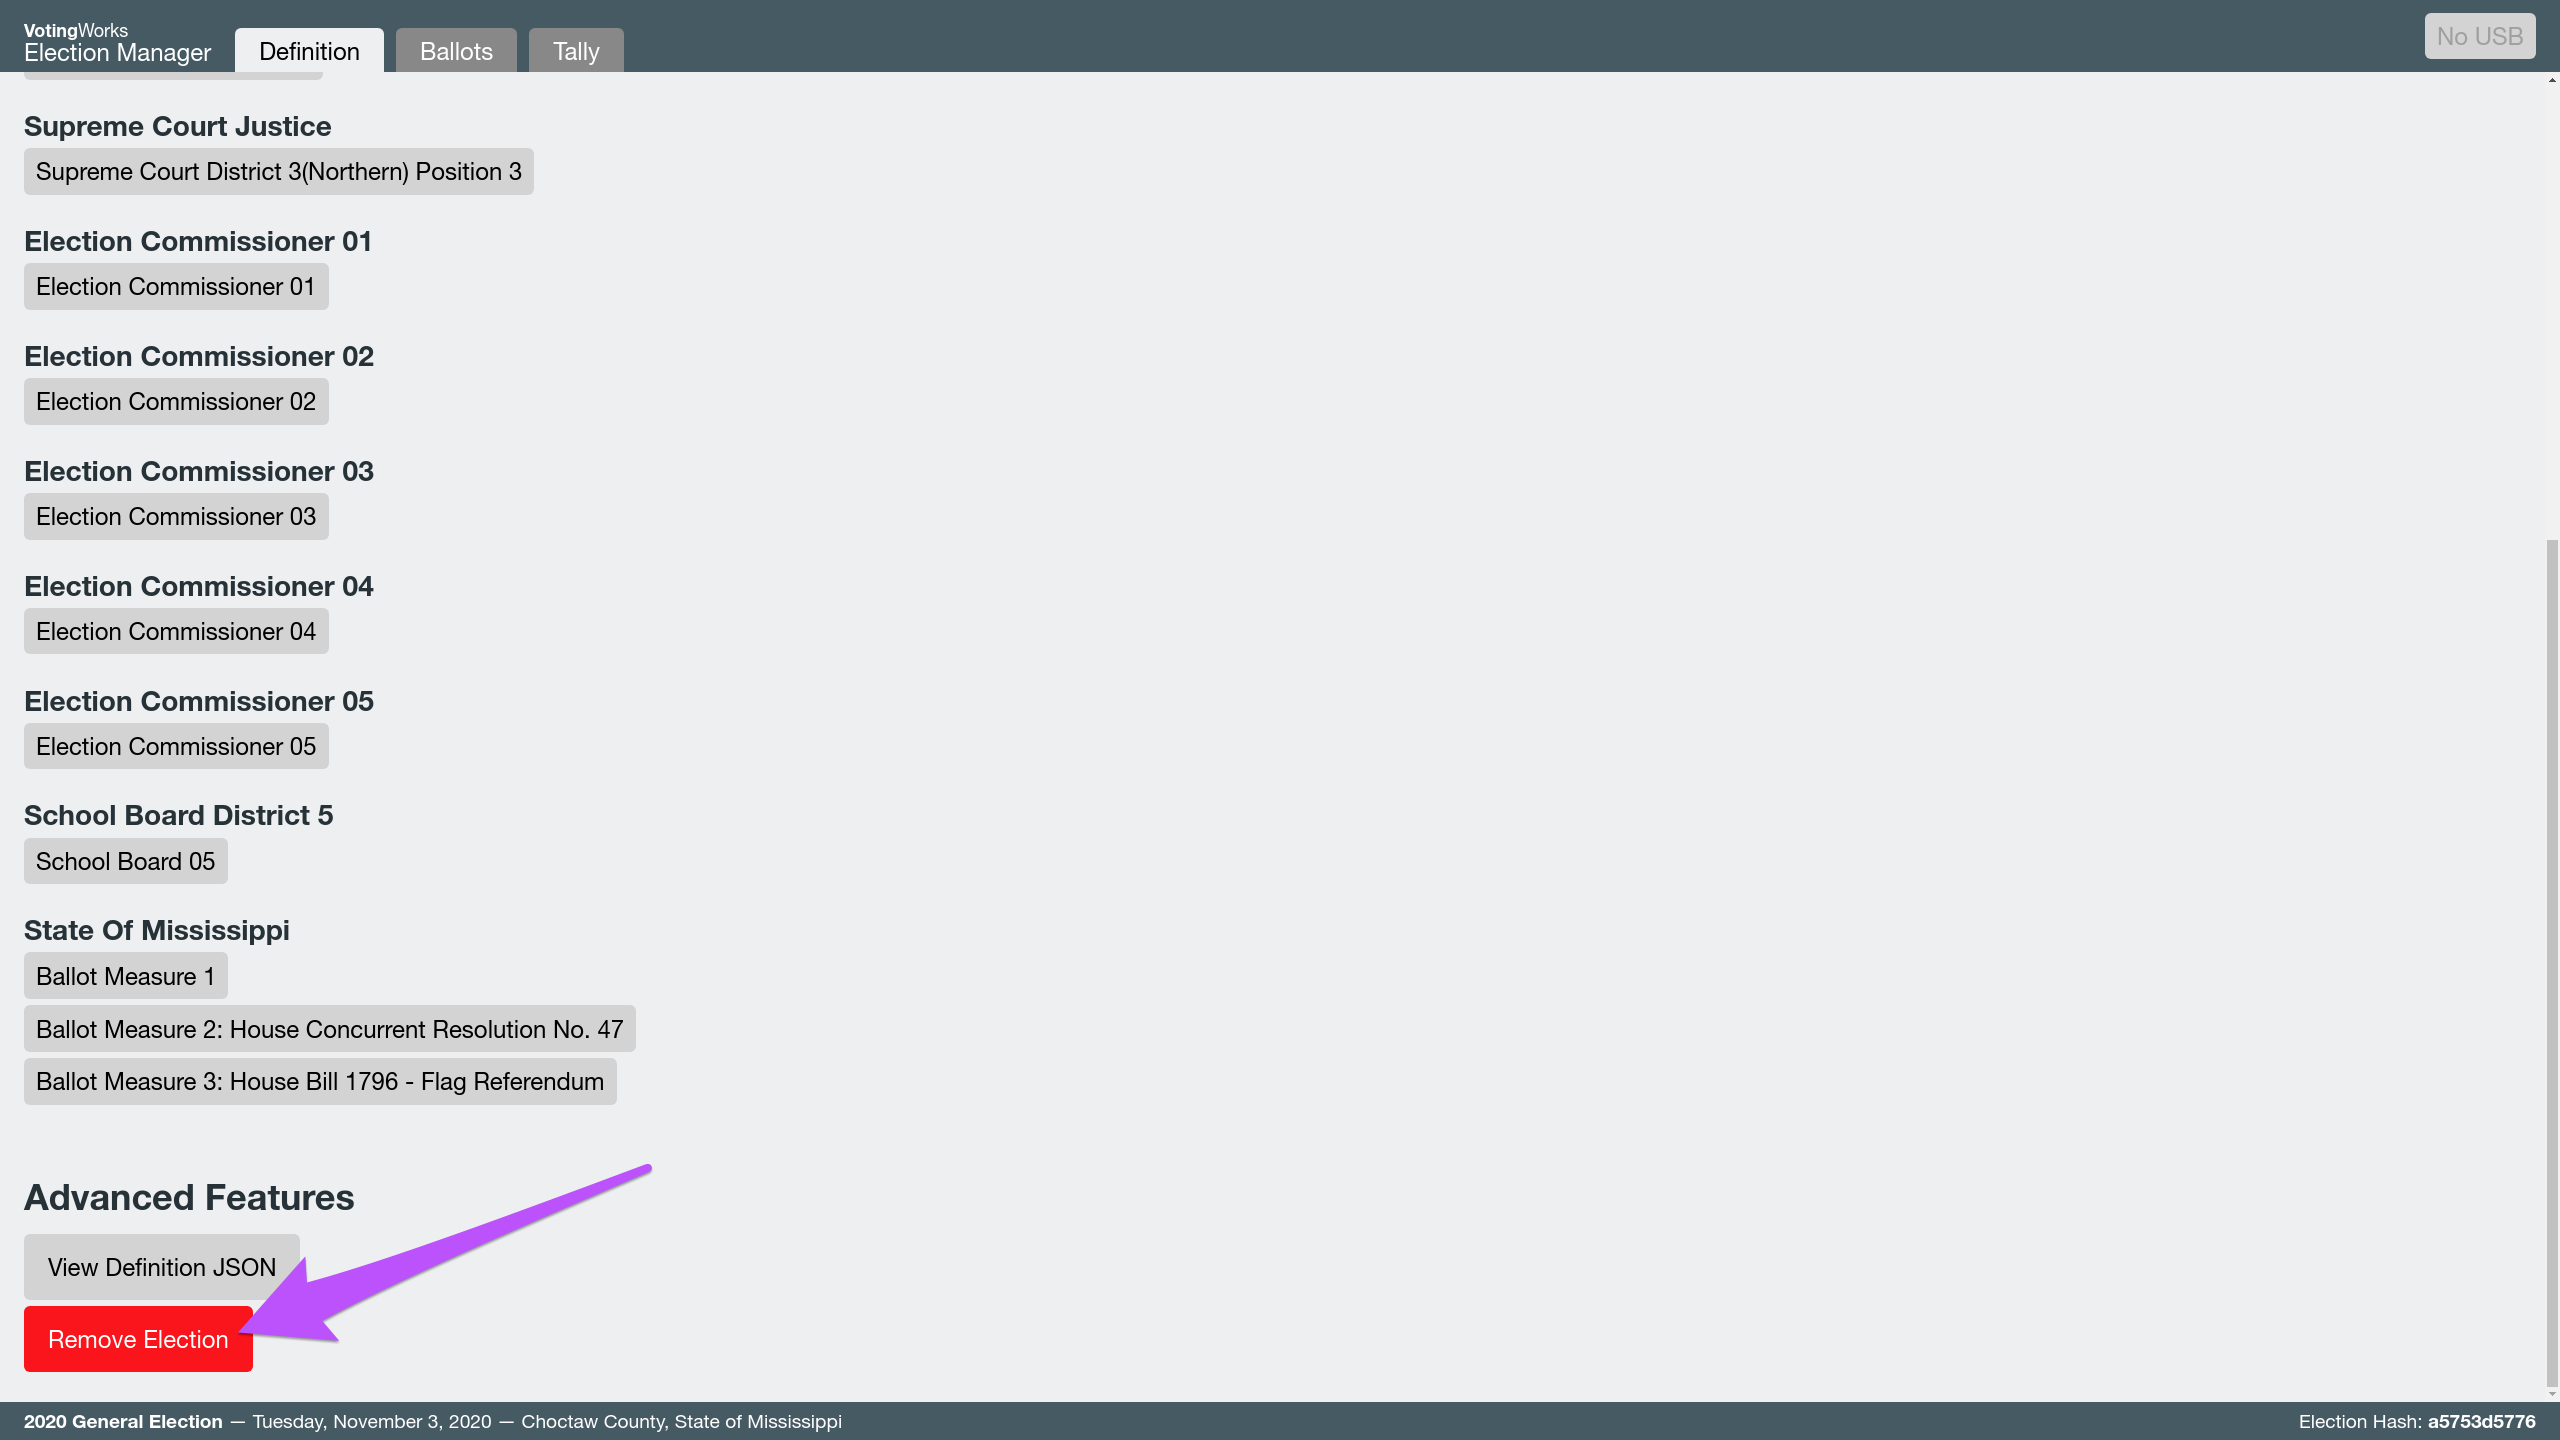 VotingWorks
Election Manager
Definition
Ballots
Tally
No USB
Supreme Court Justice
Supreme Court District 3(Northern) Position 3
Election Commissioner 01
Election Commissioner 01
Election Commissioner 02
Election Commissioner 02
Election Commissioner 03
Election Commissioner 03
Election Commissioner 04
Election Commissioner 04
Election Commissioner 05
Election Commissioner 05
School Board District 5
School Board 05
State Of Mississippi
Ballot Measure 1
Ballot Measure 2: House Concurrent Resolution No. 47
Ballot Measure 3: House Bill 1796 - Flag Referendum
Advanced Features
View Definition JSON
Remove Election
2020 General Election — Tuesday, November 3, 2020 — Choctaw County, State of Mississippi
Election Hash: a5753d5776